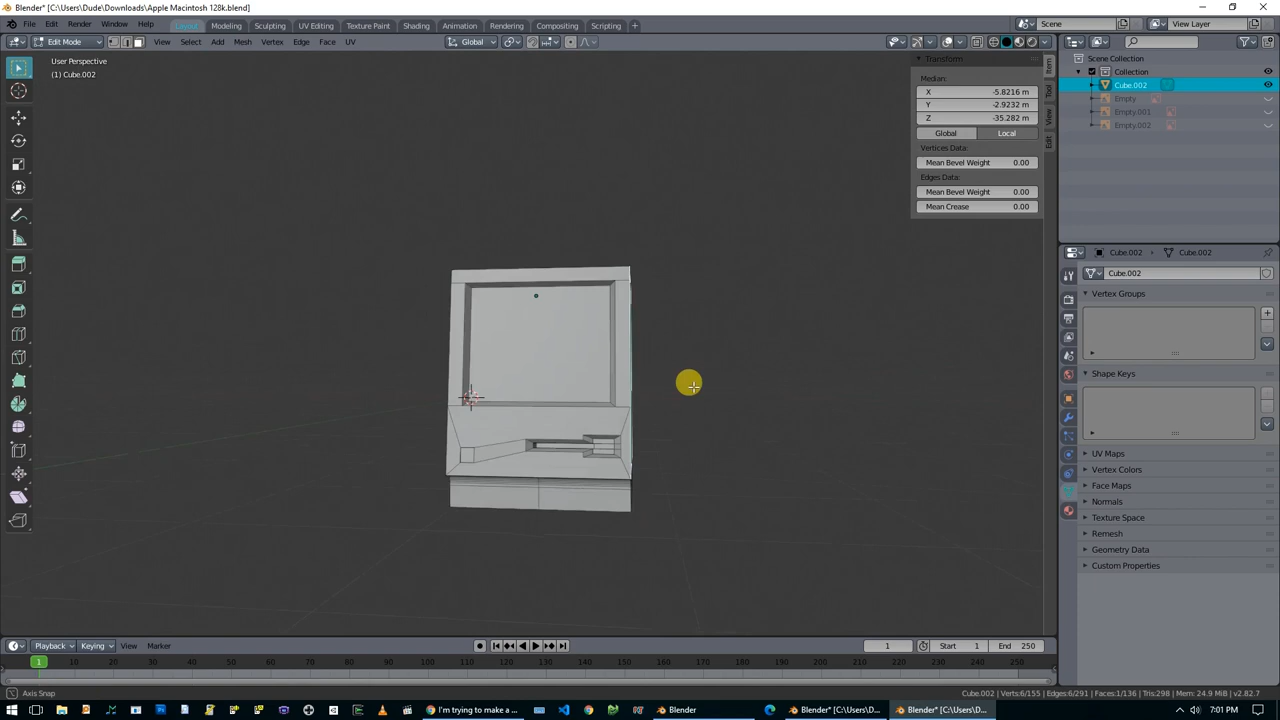 Blender* [C:\Users\Dude\Downloads\Apple Macintosh 128k.blend]
File Edit Render Window Help Layout Modeling Sculpting UV Editing Texture Paint Shading Animation Rendering Compositing Scripting + Scene View Layer
Edit Mode View Select Add Mesh Vertex Edge Face UV Global
User Perspective
(1) Cube.002
Transform
Median:
X -5.8216 m
Y -2.9232 m
Z -35.282 m
Global Local
Vertices Data:
Mean Bevel Weight 0.00
Edges Data:
Mean Bevel Weight 0.00
Mean Crease 0.00
Item
Tool
View
Edit
Scene Collection
Collection
Cube.002
Empty
Empty.001
Empty.002
Cube.002 Cube.002
Cube.002
Vertex Groups
Shape Keys
UV Maps
Vertex Colors
Face Maps
Normals
Texture Space
Remesh
Geometry Data
Custom Properties
Playback Keying View Marker 1 Start 1 End 250
1 10 20 30 40 50 60 70 80 90 100 110 120 130 140 150 160 170 180 190 200 210 220 230 240 250
Axis Snap
Cube.002 | Verts:6/155 | Edges:6/291 | Faces:1/136 | Tris:298 | Mem: 24.9 MiB | v2.82.7
I'm trying to make a ... Blender Blender* [C:\Users\D... Blender* [C:\Users\D... 7:01 PM